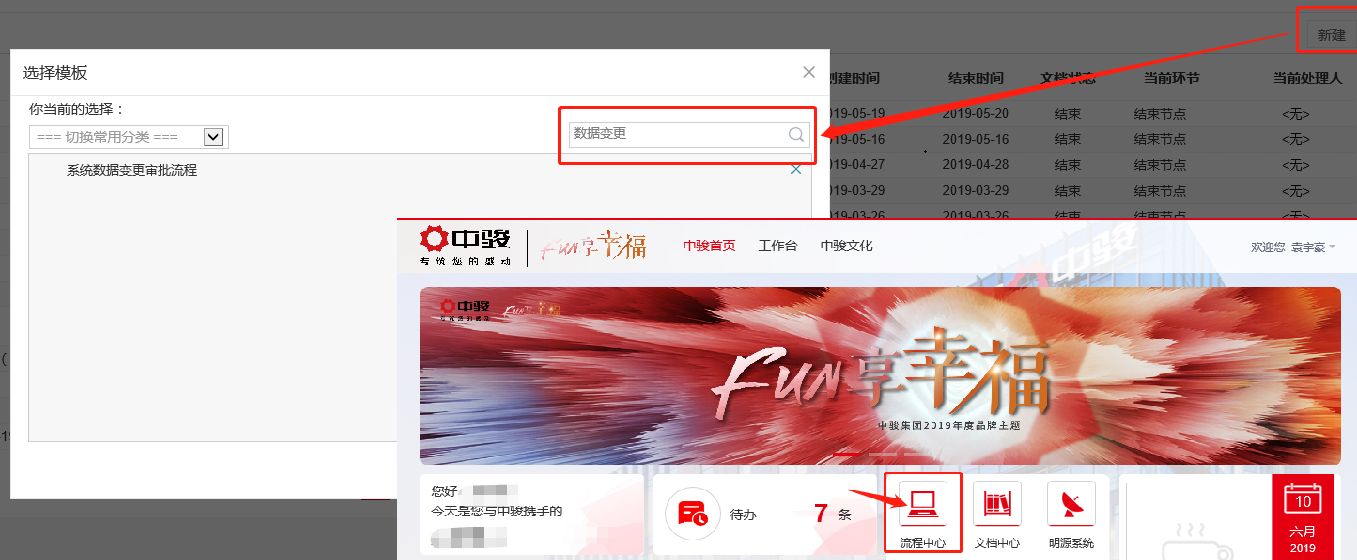 新建
选择模板
你当前的选择：
=== 切换常用分类 ===
数据变更
系统数据变更审批流程
创建时间 结束时间 文档状态 当前环节 当前处理人
2019-05-19 2019-05-20 结束 结束节点 <无>
2019-05-16 2019-05-16 结束 结束节点 <无>
2019-04-27 2019-04-28 结束 结束节点 <无>
2019-03-29 2019-03-29 结束 结束节点 <无>
2019-03-26 2019-03-26 结束 结束节点 <无>
中骏
专筑您的感动
FUN享幸福
中骏首页 工作台 中骏文化
欢迎您 袁宇豪
中骏
中骏
FUN享幸福
FUN享幸福
中骏集团2019年度品牌主题
您好
今天是您与中骏携手的
待办 7 条
流程中心
文档中心
明源系统
10
六月
2019